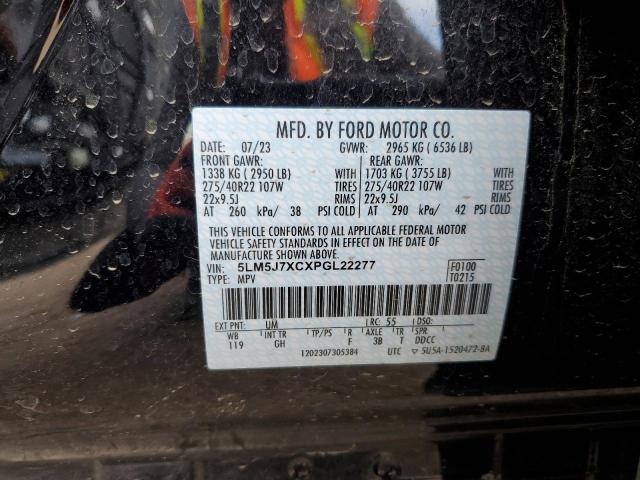 MFD. BY FORD MOTOR CO.
DATE: 07/23 GVWR: 2965 KG ( 6536 LB)
FRONT GAWR: REAR GAWR:
1338 KG ( 2950 LB) WITH 1703 KG ( 3755 LB) WITH
275/40R22 107W TIRES 275/40R22 107W TIRES
22x9.5J RIMS 22x9.5J RIMS
AT 260 kPa/ 38 PSI COLD AT 290 kPa/ 42 PSI COLD
THIS VEHICLE CONFORMS TO ALL APPLICABLE FEDERAL MOTOR
VEHICLE SAFETY STANDARDS IN EFFECT ON THE DATE OF
MANUFACTURE SHOWN ABOVE.
VIN: 5LM5J7XCXPGL22277 F0100
TYPE: MPV T0215
EXT PNT: UM RC: 55 DSO:
WB INT TR TP/PS R AXLE TR SPR
119 GH F 3B T DDCC
1202307305384 UTC ▽ 5U5A-1520472-BA